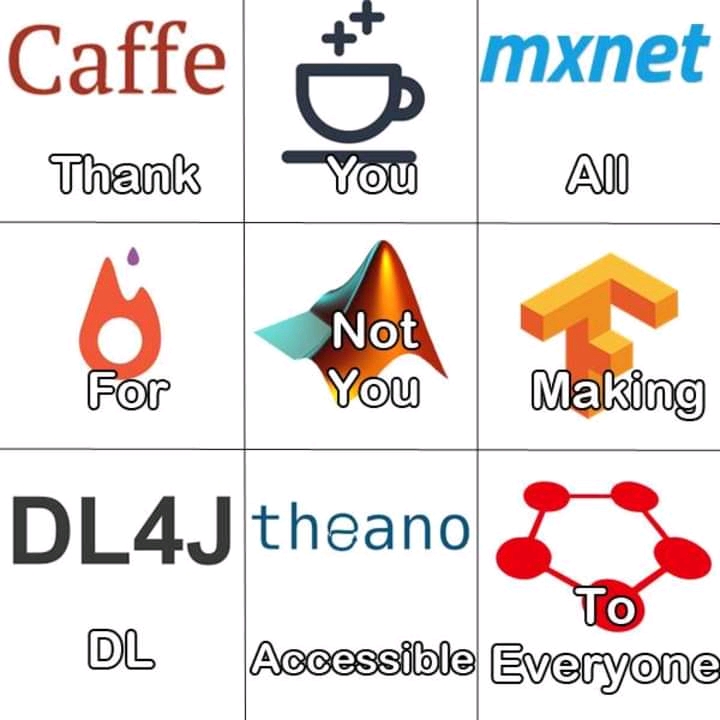 Caffe
Thank
You
mxnet
All
For
Not
You
Making
DL4J
DL
theano
Accessible
To
Everyone